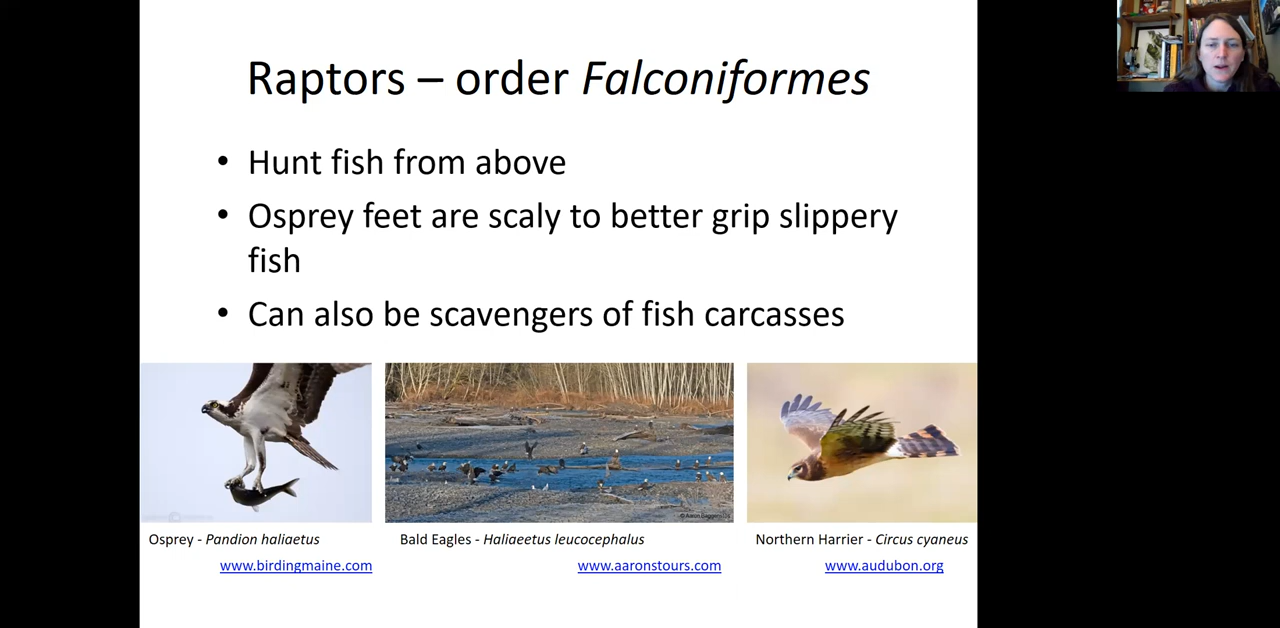 Raptors – order Falconiformes
• Hunt fish from above
• Osprey feet are scaly to better grip slippery
fish
• Can also be scavengers of fish carcasses
Osprey - Pandion haliaetus
Bald Eagles - Haliaeetus leucocephalus
Northern Harrier - Circus cyaneus
www.birdingmaine.com
www.aaronstours.com
www.audubon.org